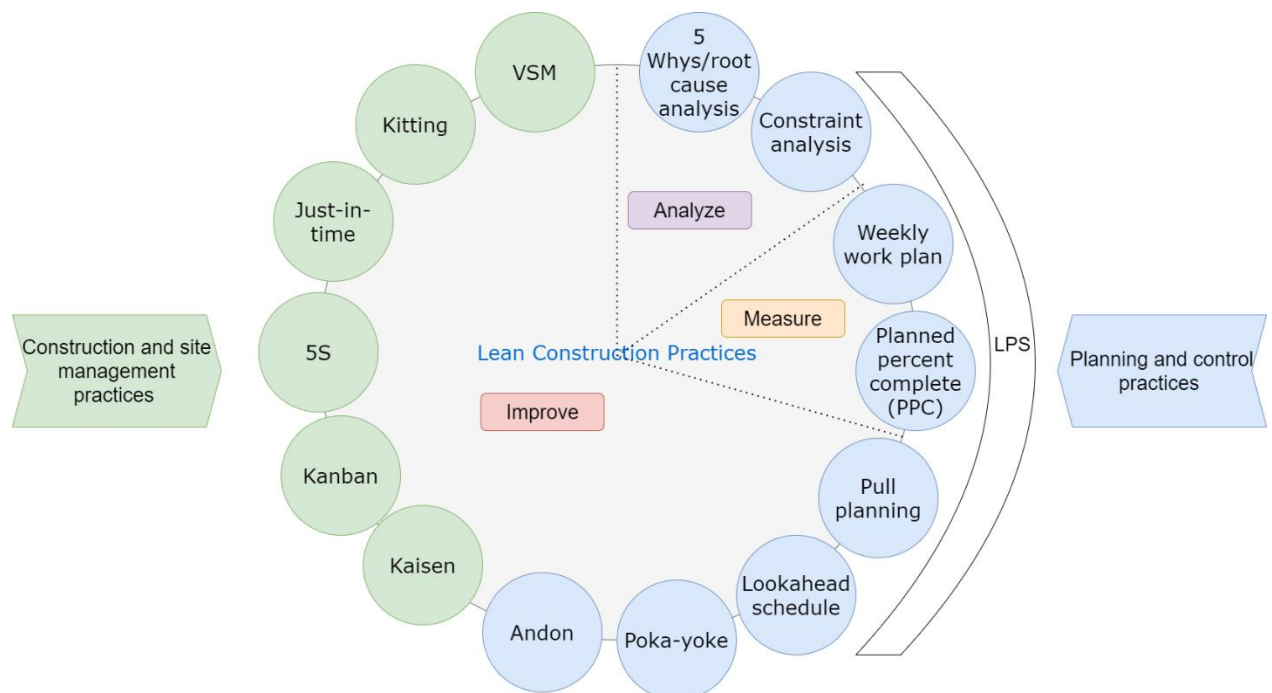 VSM
5
Whys/root
cause
analysis
Kitting
Constraint
analysis
Just-in-
time
Analyze
Weekly
work plan
Measure
Construction and site
management
practices
5S
Lean Construction Practices
Planned
percent
complete
(PPC)
LPS
Planning and control
practices
Improve
Kanban
Pull
planning
Kaisen
Lookahead
schedule
Andon
Poka-yoke